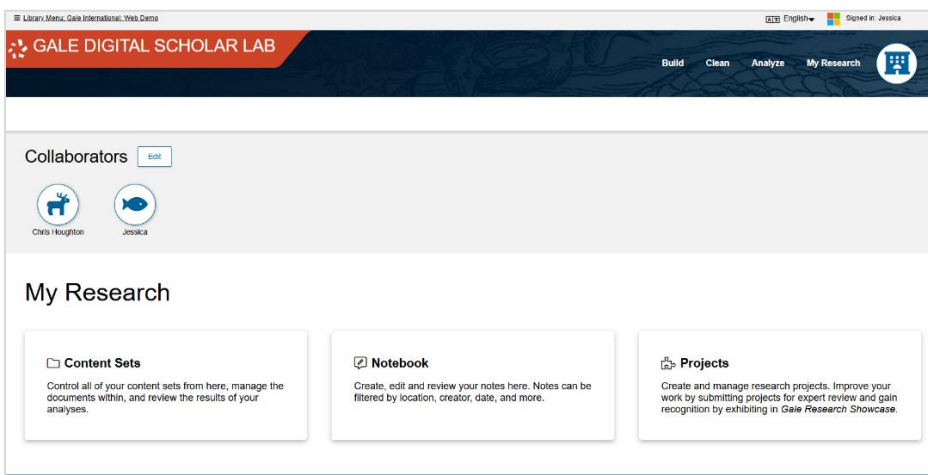 Library Menu: Gale International: Web Demo
English
Signed in: Jessica
GALE DIGITAL SCHOLAR LAB
Build Clean Analyze My Research
Collaborators Edit
Chris Houghton Jessica
My Research
Content Sets
Control all of your content sets from here, manage the
documents within, and review the results of your
analyses.
Notebook
Create, edit and review your notes here. Notes can be
filtered by location, creator, date, and more.
Projects
Create and manage research projects. Improve your
work by submitting projects for expert review and gain
recognition by exhibiting in Gale Research Showcase.